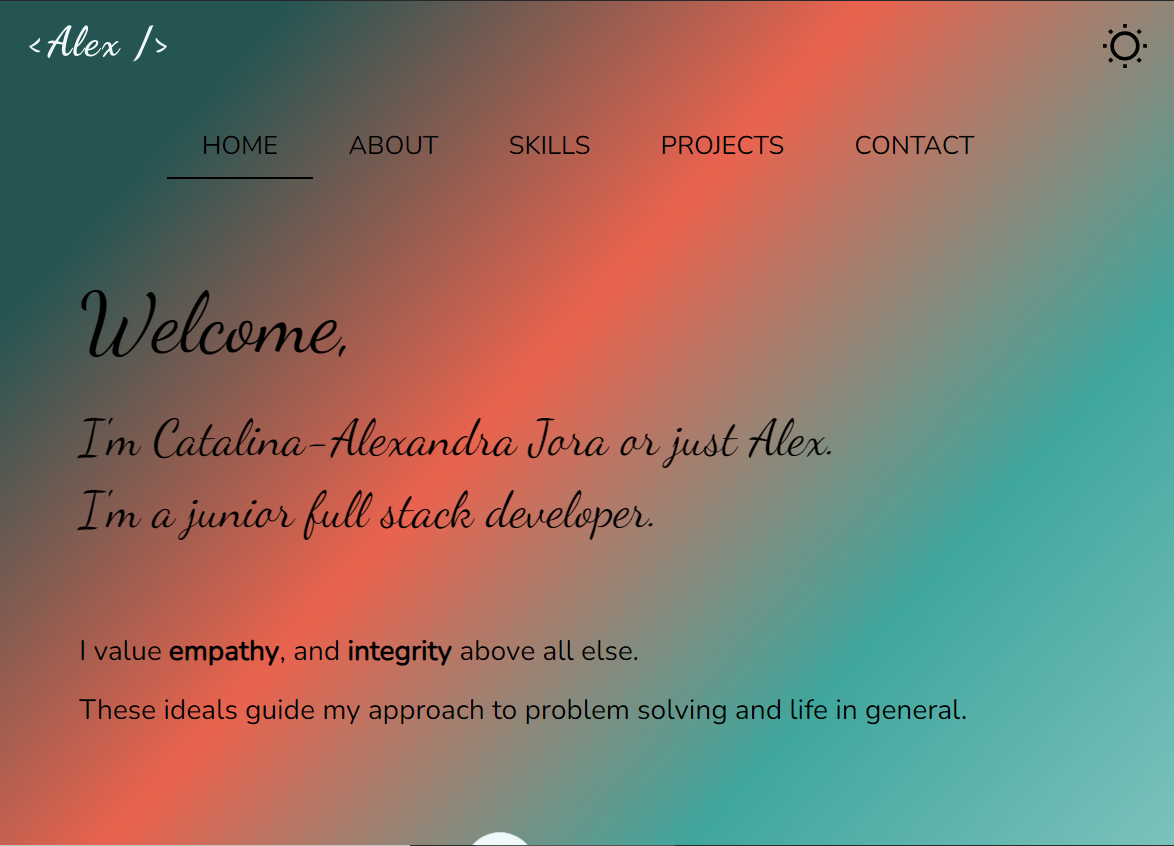 <Alex />
HOME ABOUT SKILLS PROJECTS CONTACT
Welcome,
I'm Catalina-Alexandra Jora or just Alex.
I'm a junior full stack developer.
I value empathy, and integrity above all else.
These ideals guide my approach to problem solving and life in general.